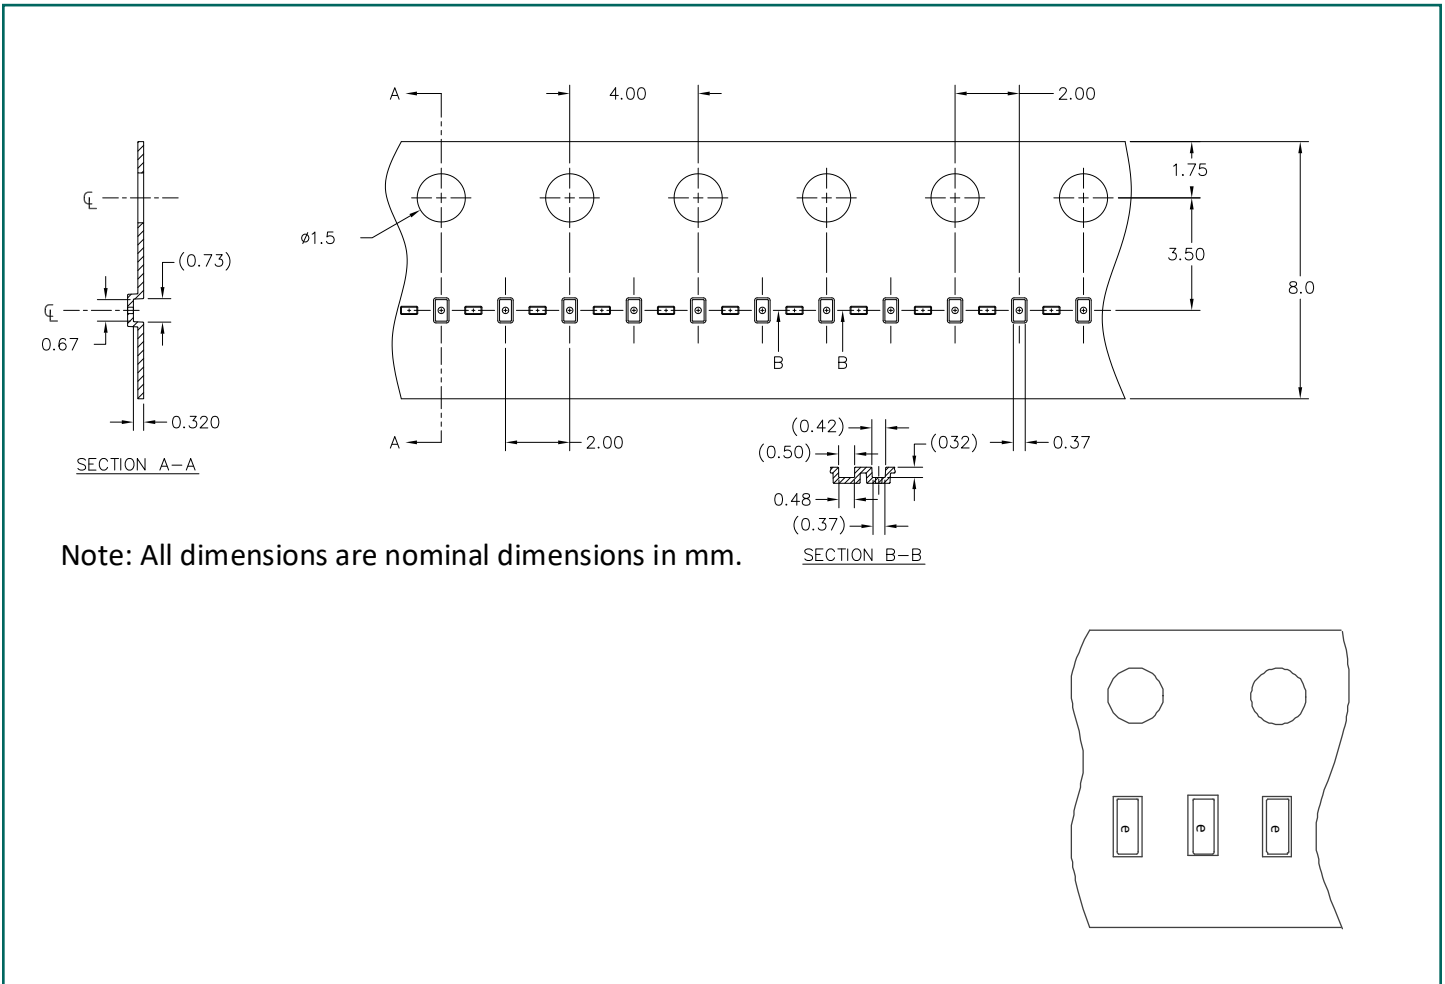 A
4.00
2.00
1.75
℄
ø1.5
(0.73)
3.50
8.0
℄
0.67
B
B
0.320
A
2.00
(0.42)
(032)
0.37
(0.50)
SECTION A-A
0.48
(0.37)
Note: All dimensions are nominal dimensions in mm.
SECTION B-B
e
e
e